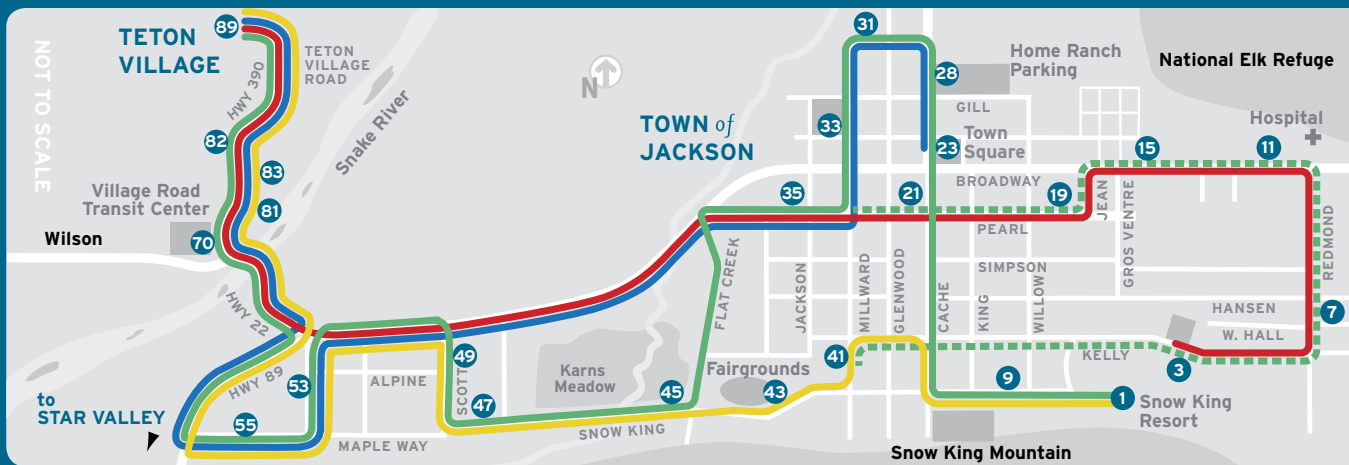 NOT TO SCALE
TETON
VILLAGE
89
TETON
VILLAGE
ROAD
HWY 390
Snake River
82
83
81
Village Road
Transit Center
Wilson
70
HWY 22
HWY 89
to
STAR VALLEY
53
55
49
47
45
43
41
ALPINE
SCOTT
MAPLE WAY
SNOW KING
Karns
Meadow
Fairgrounds
FLAT CREEK
N
TOWN of
JACKSON
31
28
33
23
35
21
19
15
11
7
3
9
1
Home Ranch
Parking
National Elk Refuge
GILL
Town
Square
Hospital
BROADWAY
PEARL
JEAN
GROS VENTRE
REDMOND
SIMPSON
JACKSON
MILLWARD
GLENWOOD
CACHE
KING
WILLOW
HANSEN
W. HALL
KELLY
Snow King
Resort
Snow King Mountain